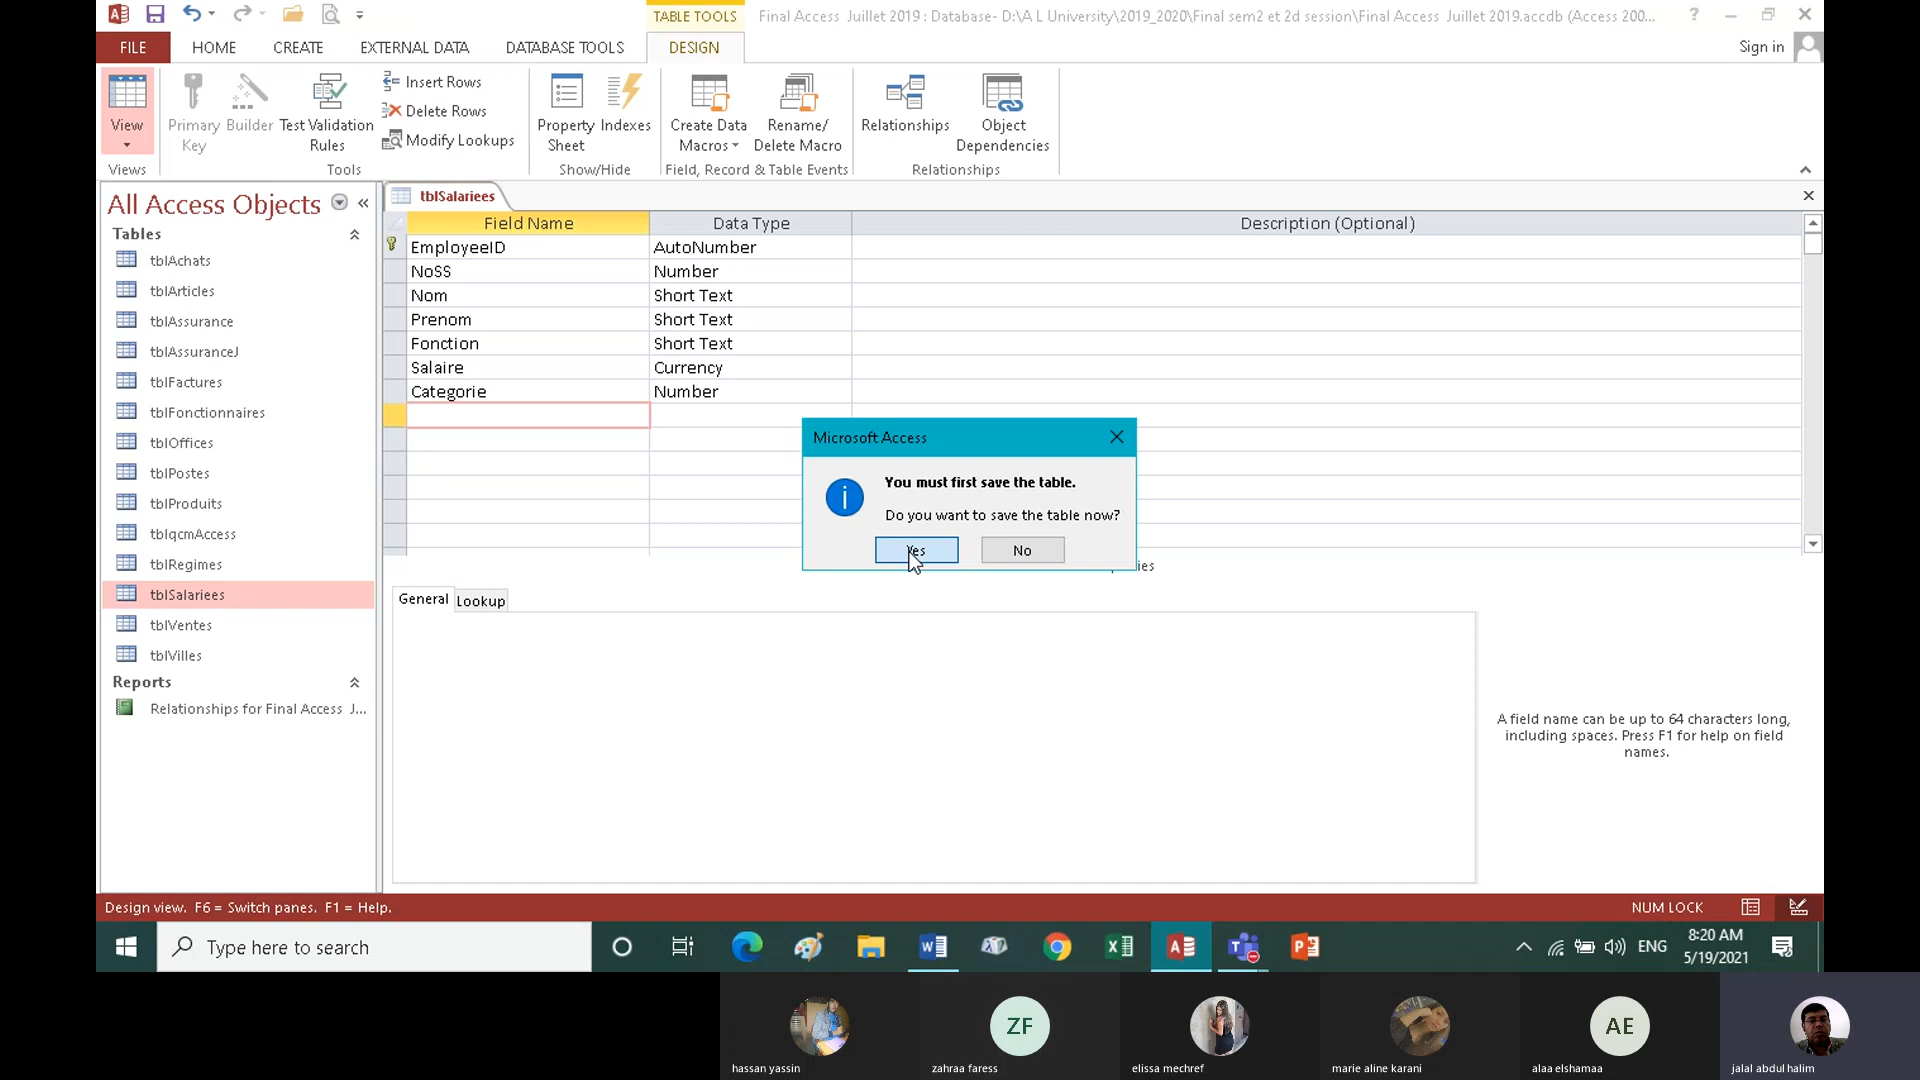 TABLE TOOLS
Final Access Juillet 2019 : Database- D:\A L University\2019_2020\Final sem2 et 2d session\Final Access Juillet 2019.accdb (Access 200...
?
FILE
HOME
CREATE
EXTERNAL DATA
DATABASE TOOLS
DESIGN
Sign in
View
Primary Key
Builder
Test Validation Rules
Insert Rows
Delete Rows
Modify Lookups
Property Sheet
Indexes
Create Data Macros
Rename/ Delete Macro
Relationships
Object Dependencies
Views
Tools
Show/Hide
Field, Record & Table Events
Relationships
All Access Objects
Tables
tblAchats
tblArticles
tblAssurance
tblAssuranceJ
tblFactures
tblFonctionnaires
tblOffices
tblPostes
tblProduits
tblqcmAccess
tblRegimes
tblSalariees
tblVentes
tblVilles
Reports
Relationships for Final Access J...
tblSalariees
Field Name Data Type Description (Optional)
EmployeeID AutoNumber
NoSS Number
Nom Short Text
Prenom Short Text
Fonction Short Text
Salaire Currency
Categorie Number
Microsoft Access
You must first save the table.
Do you want to save the table now?
Yes No
ies
General Lookup
A field name can be up to 64 characters long,
including spaces. Press F1 for help on field
names.
Design view. F6 = Switch panes. F1 = Help.
NUM LOCK
Type here to search
ENG
8:20 AM
5/19/2021
ZF
AE
hassan yassin
zahraa faress
elissa mechref
marie aline karani
alaa elshamaa
jalal abdul halim